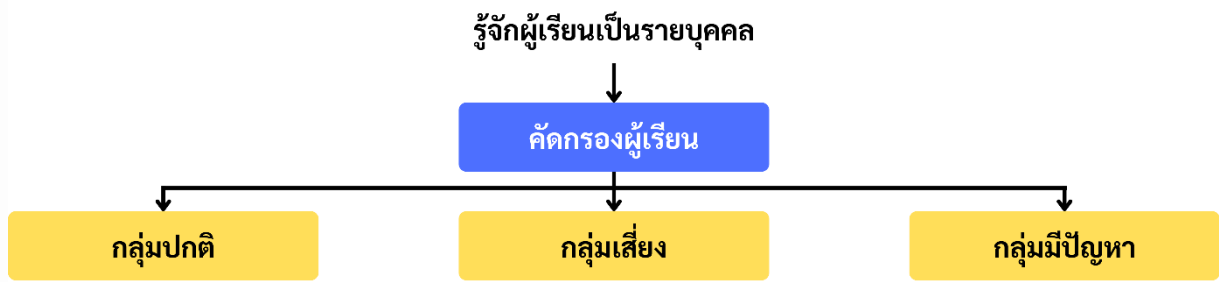 รู้จักผู้เรียนเป็นรายบุคคล
คัดกรองผู้เรียน
กลุ่มปกติ
กลุ่มเสี่ยง
กลุ่มมีปัญหา